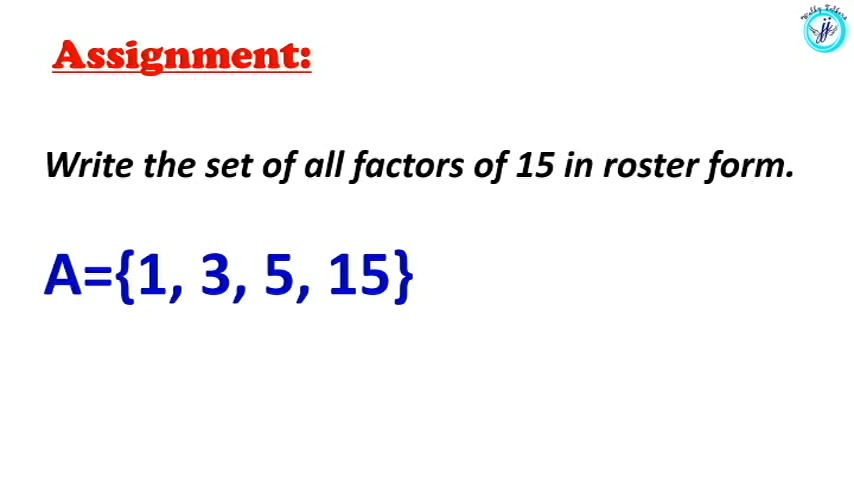 Assignment:
Write the set of all factors of 15 in roster form.
A={1, 3, 5, 15}